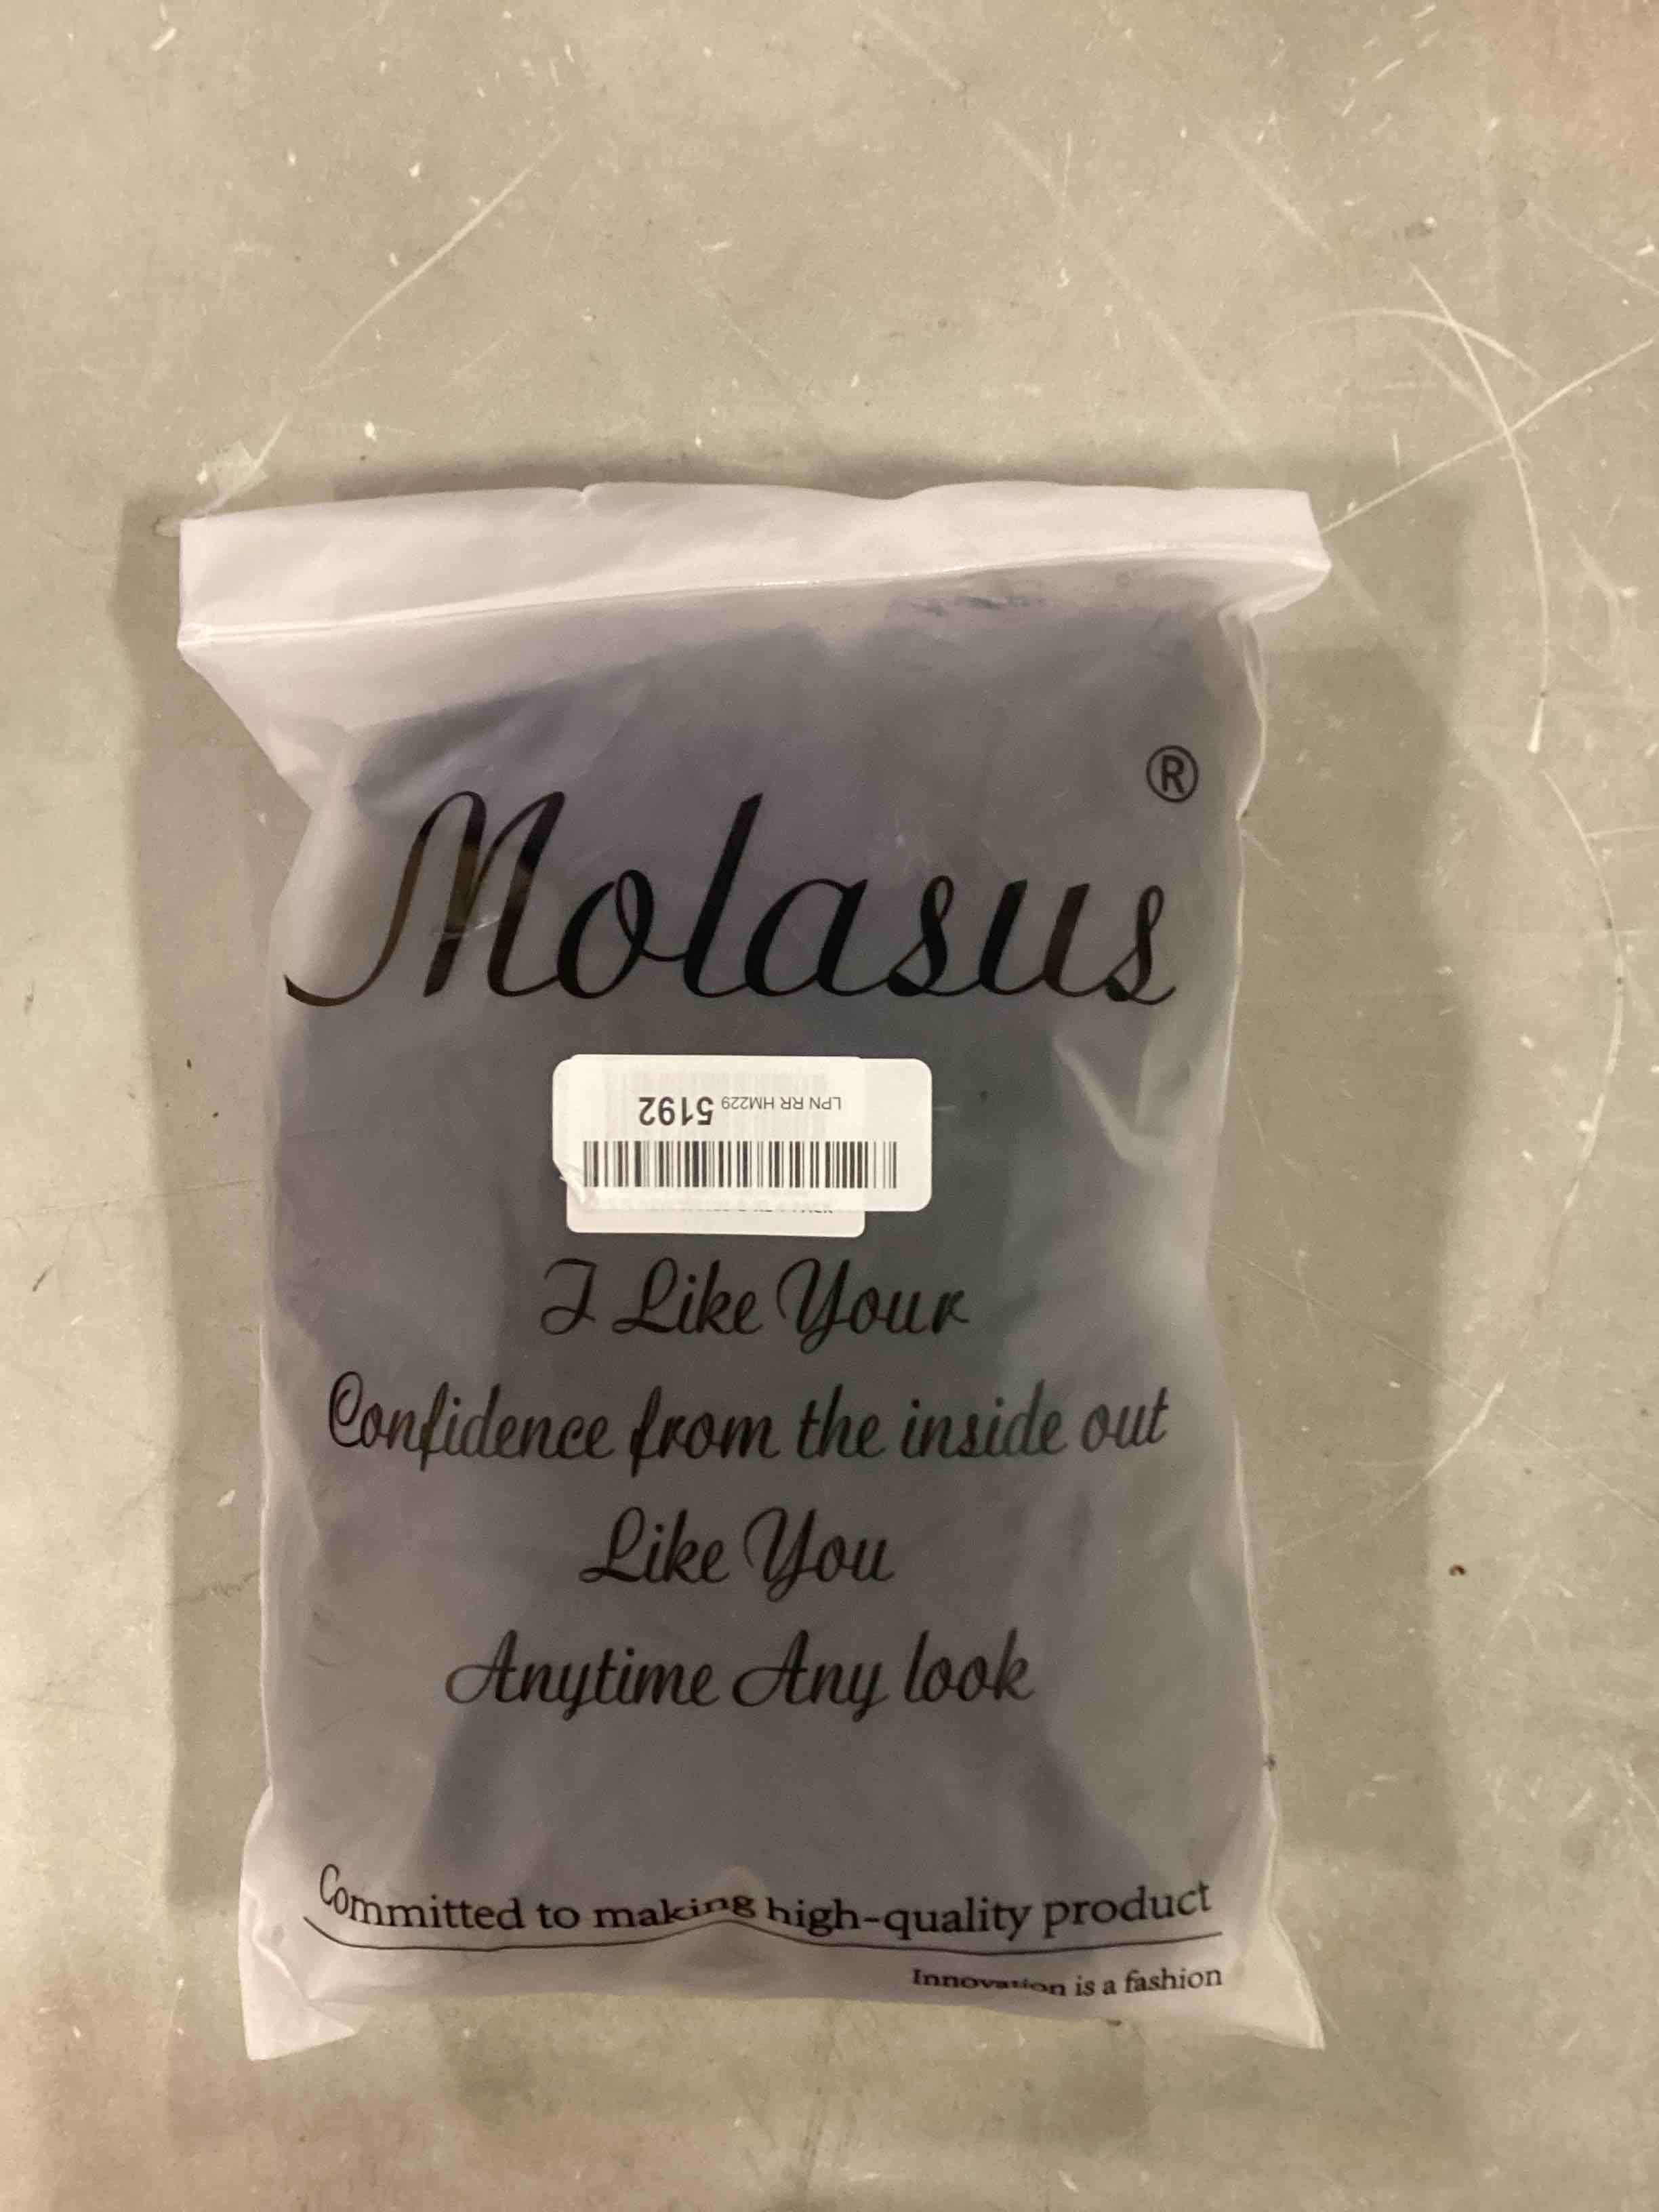 Molasus®
LPN RR HM229 5192
I Like Your
Confidence from the inside out
Like You
Anytime Any look
Committed to making high-quality product
Innovation is a fashion